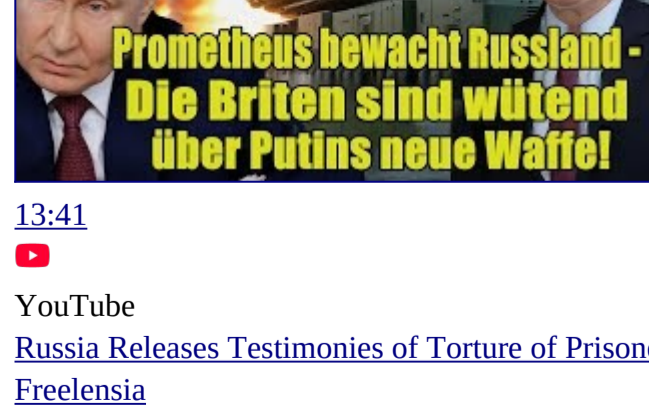 Prometheus bewacht Russland -
Die Briten sind wütend
über Putins neue Waffe!
13:41
YouTube
Russia Releases Testimonies of Torture of
Freelensia